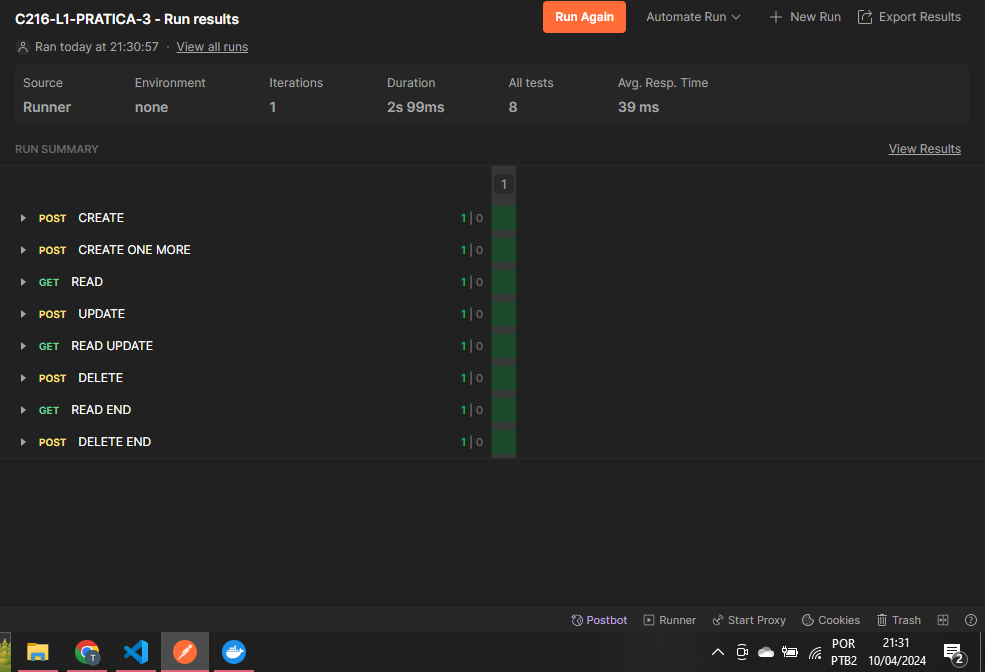 C216-L1-PRATICA-3 - Run results
Run Again
Automate Run
New Run
Export Results
Ran today at 21:30:57 · View all runs
Source Environment Iterations Duration All tests Avg. Resp. Time
Runner none 1 2s 99ms 8 39 ms
RUN SUMMARY View Results
1
POST CREATE 1 | 0
POST CREATE ONE MORE 1 | 0
GET READ 1 | 0
POST UPDATE 1 | 0
GET READ UPDATE 1 | 0
POST DELETE 1 | 0
GET READ END 1 | 0
POST DELETE END 1 | 0
Postbot Runner Start Proxy Cookies Trash
T
POR 21:31
PTB2 10/04/2024 2